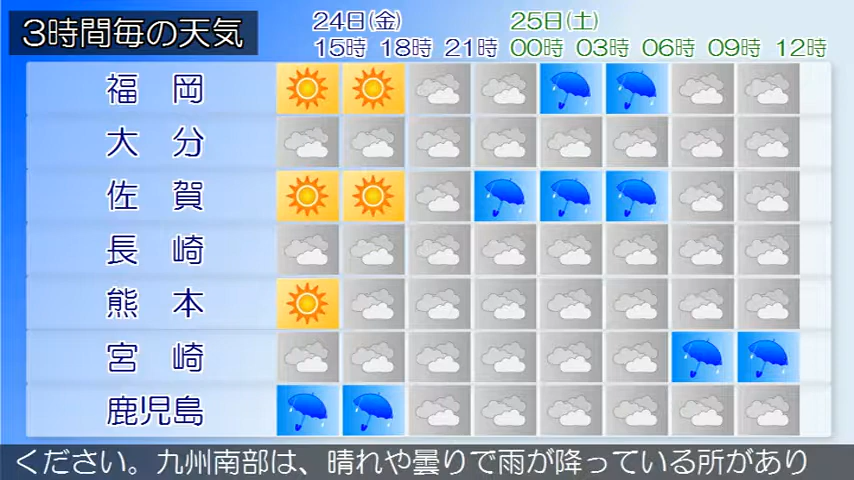 3時間毎の天気
24日(金) 25日(土)
15時 18時 21時 00時 03時 06時 09時 12時
福岡
大分
佐賀
長崎
熊本
宮崎
鹿児島
ください。九州南部は、晴れや曇りで雨が降っている所があり